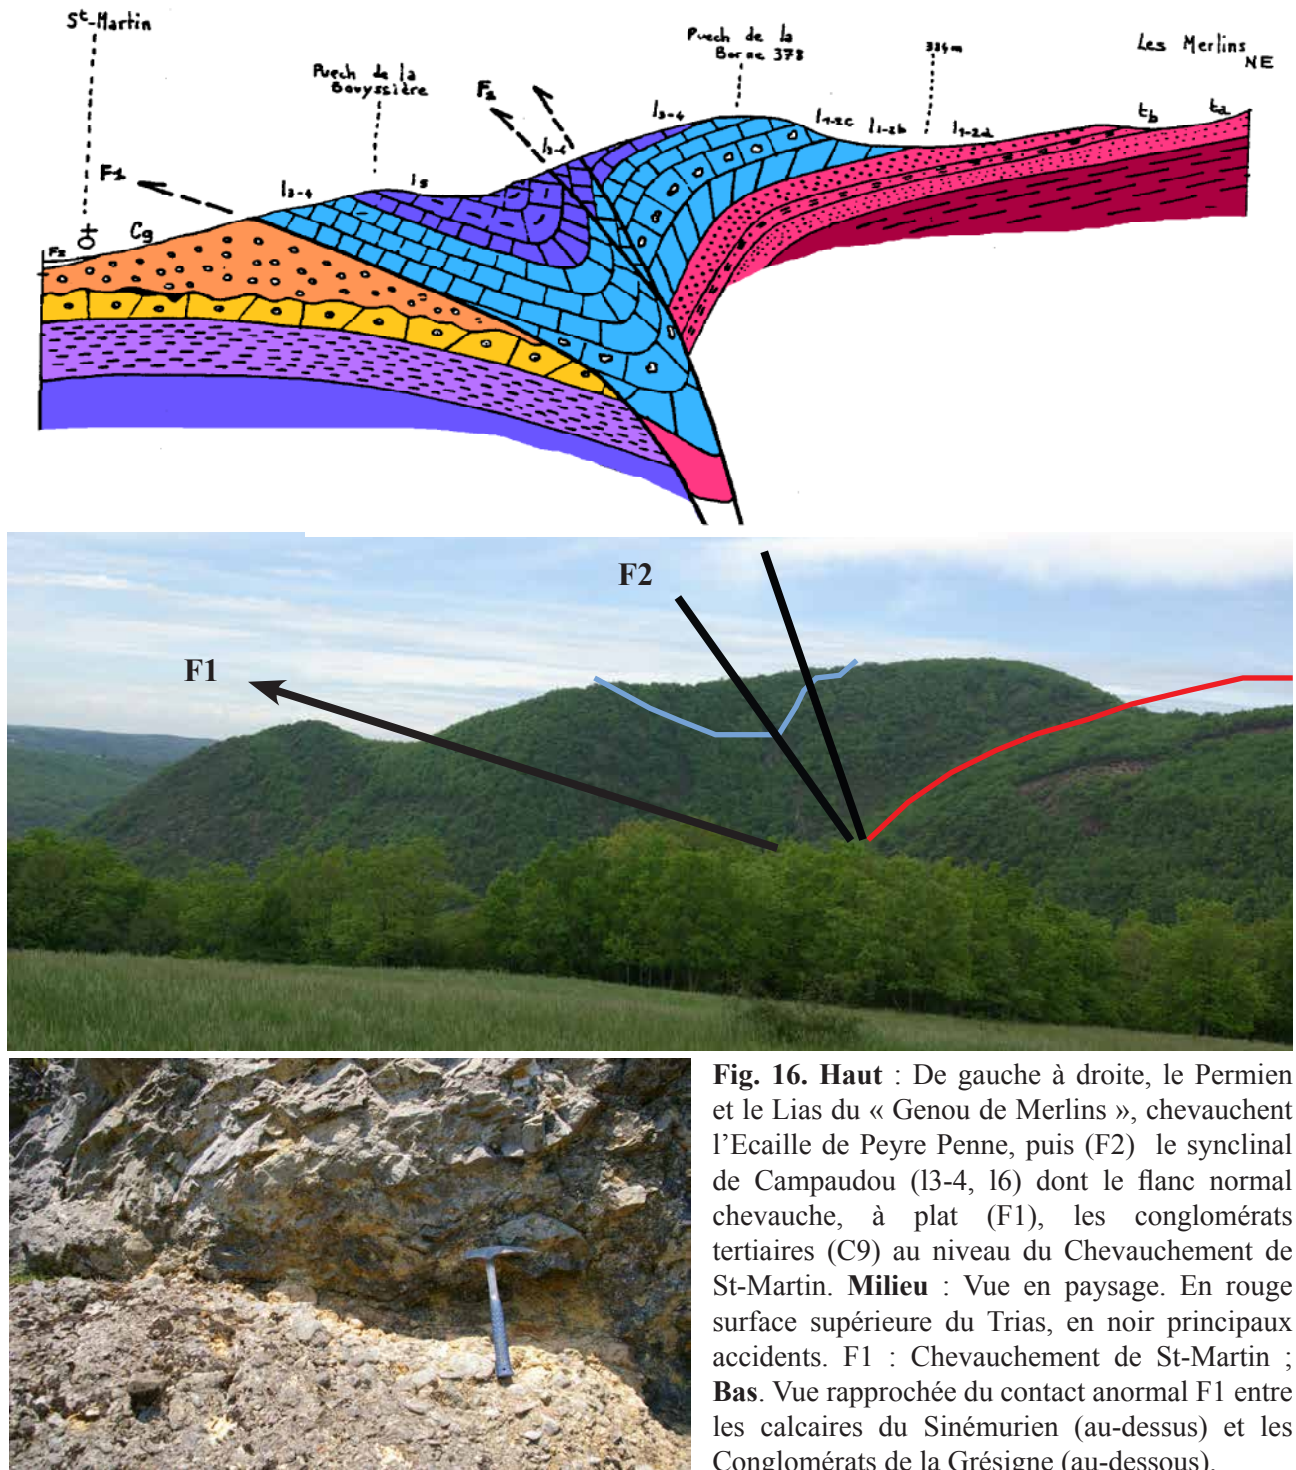 St-Martin
Puech de la
Bouyssière
F2
Puech de la
Borne 378
334m
Les Merlins
NE
F1
l3-4
l5
l3-4
l1-2c
l1-2b
l1-2a
tb
ta
Fz
Cg
F1
F2
Fig. 16. Haut : De gauche à droite, le Permien
et le Lias du « Genou de Merlins », chevauchent
l’Ecaille de Peyre Penne, puis (F2) le synclinal
de Campaudou (l3-4, l6) dont le flanc normal
chevauche, à plat (F1), les conglomérats
tertiaires (C9) au niveau du Chevauchement de
St-Martin. Milieu : Vue en paysage. En rouge
surface supérieure du Trias, en noir principaux
accidents. F1 : Chevauchement de St-Martin ;
Bas. Vue rapprochée du contact anormal F1 entre
les calcaires du Sinémurien (au-dessus) et les
Conglomérats de la Grésigne (au-dessous).